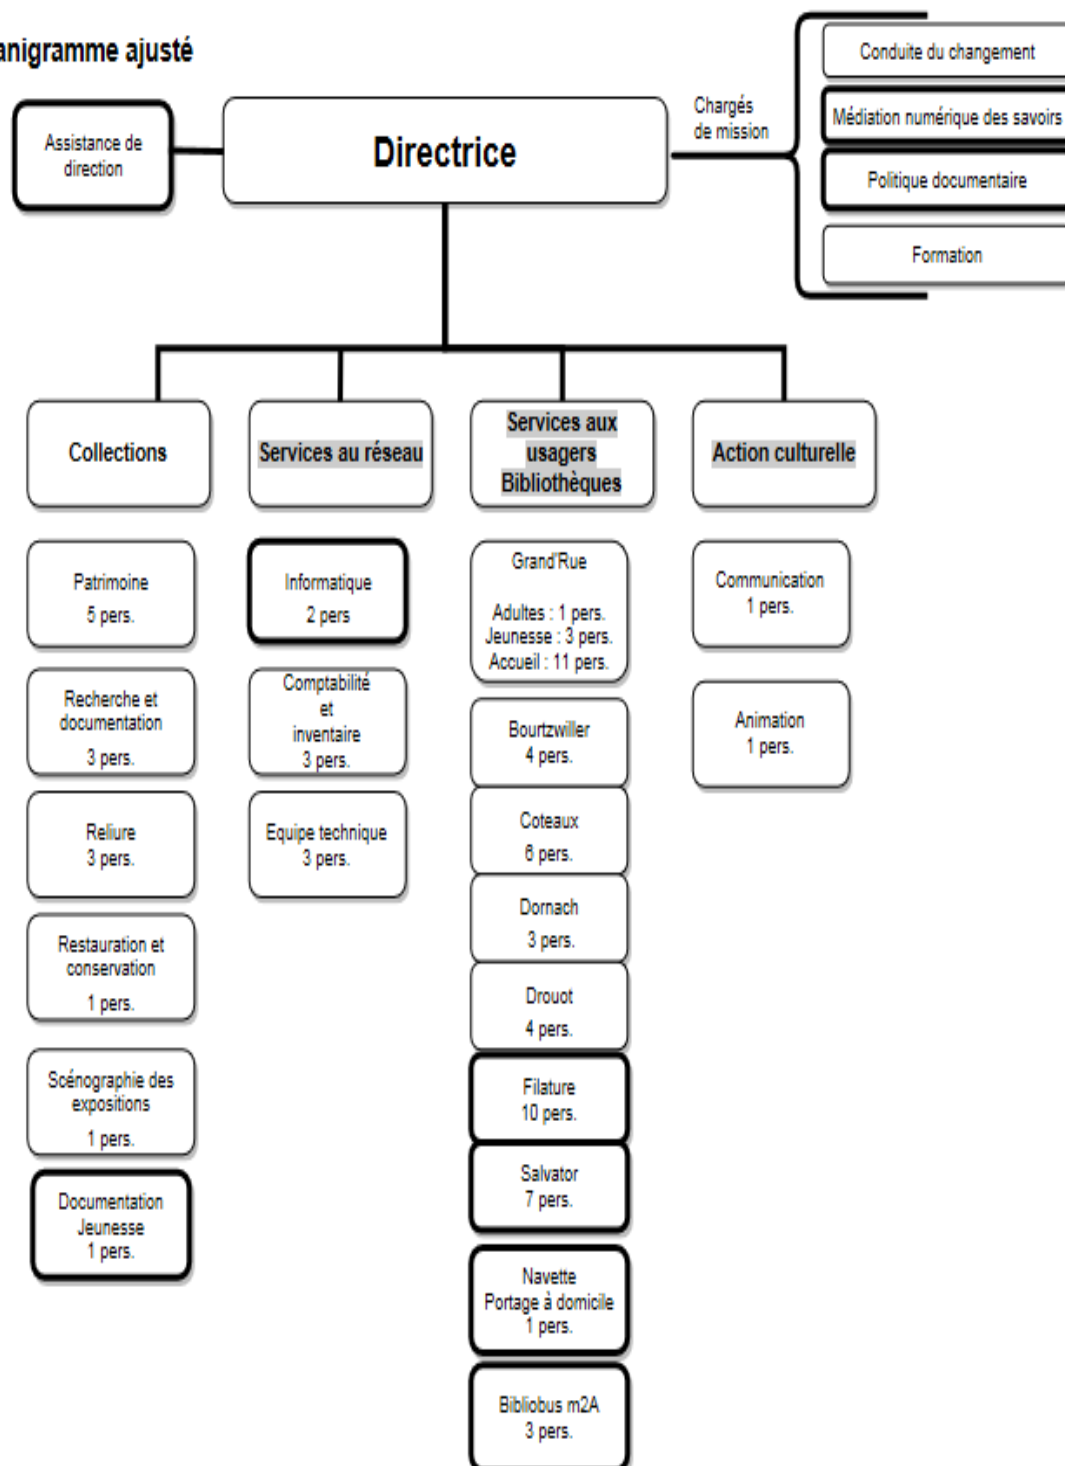 anigramme ajusté
Assistance de
direction
Directrice
Chargés
de mission
Conduite du changement
Médiation numérique des savoirs
Politique documentaire
Formation
Collections
Services au réseau
Services aux
usagers
Bibliothèques
Action culturelle
Patrimoine
5 pers.
Recherche et
documentation
3 pers.
Reliure
3 pers.
Restauration et
conservation
1 pers.
Scénographie des
expositions
1 pers.
Documentation
Jeunesse
1 pers.
Informatique
2 pers
Comptabilité
et
inventaire
3 pers.
Equipe technique
3 pers.
Grand'Rue
Adultes : 1 pers.
Jeunesse : 3 pers.
Accueil : 11 pers.
Bourtzwiller
4 pers.
Coteaux
6 pers.
Dornach
3 pers.
Drouot
4 pers.
Filature
10 pers.
Salvator
7 pers.
Navette
Portage à domicile
1 pers.
Bibliobus m2A
3 pers.
Communication
1 pers.
Animation
1 pers.